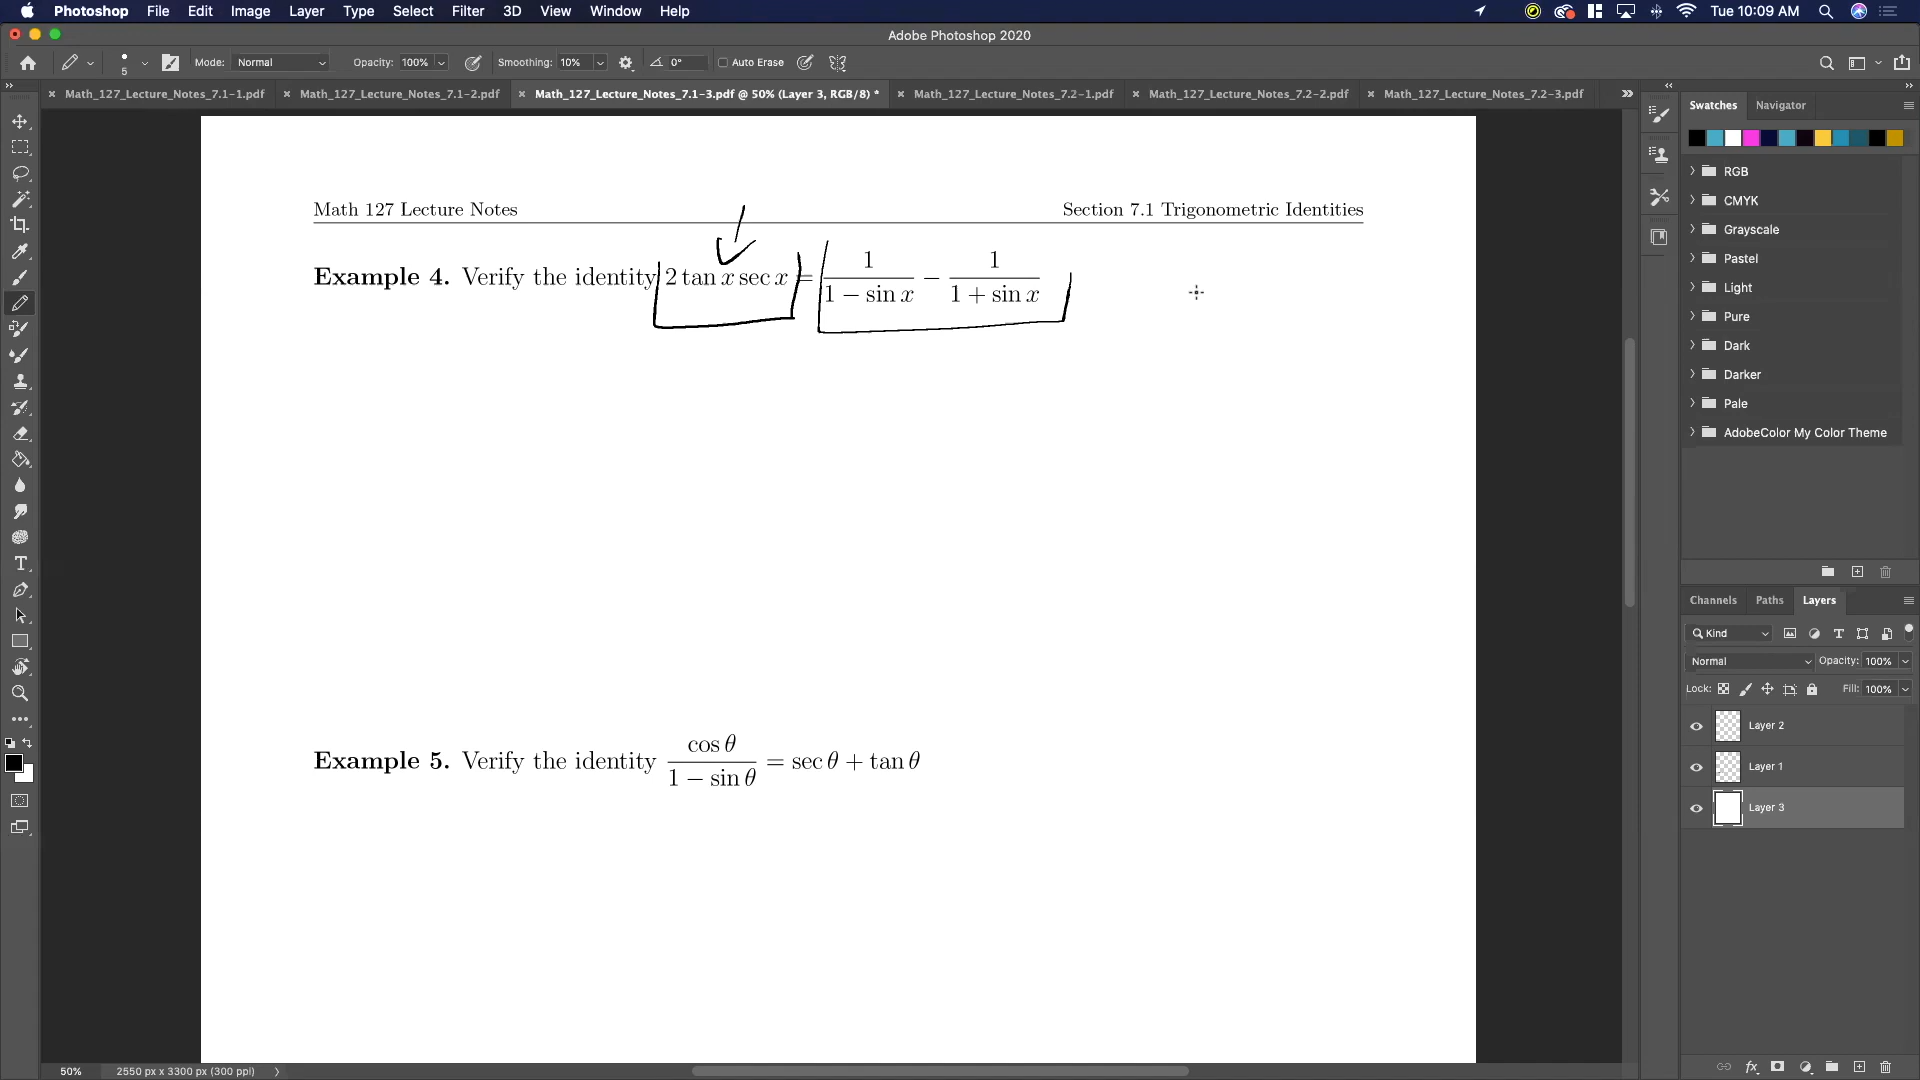 Photoshop File Edit Image Layer Type Select Filter 3D View Window Help Tue 10:09 AM
Adobe Photoshop 2020
5 Mode: Normal Opacity: 100% Smoothing: 10% 0° Auto Erase
Math_127_Lecture_Notes_7.1-1.pdf Math_127_Lecture_Notes_7.1-2.pdf Math_127_Lecture_Notes_7.1-3.pdf @ 50% (Layer 3, RGB/8) * Math_127_Lecture_Notes_7.2-1.pdf Math_127_Lecture_Notes_7.2-2.pdf Math_127_Lecture_Notes_7.2-3.pdf
Swatches Navigator
RGB
CMYK
Grayscale
Pastel
Light
Pure
Dark
Darker
Pale
AdobeColor My Color Theme
Math 127 Lecture Notes Section 7.1 Trigonometric Identities
Example 4. Verify the identity 2 tan x sec x = 1/(1 − sin x) − 1/(1 + sin x)
Example 5. Verify the identity cos θ/(1 − sin θ) = sec θ + tan θ
Channels Paths Layers
Kind
Normal Opacity: 100%
Lock: Fill: 100%
Layer 2
Layer 1
Layer 3
50% 2550 px x 3300 px (300 ppi)